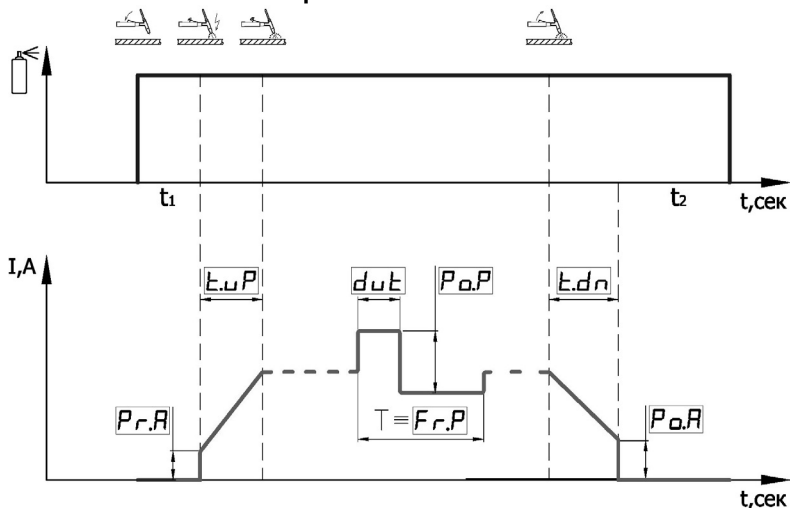 t1 t2 t,сек
I,A
t.uP dut Po.P t.dn
Pr.A T ≡ Fr.P Po.A
t,сек